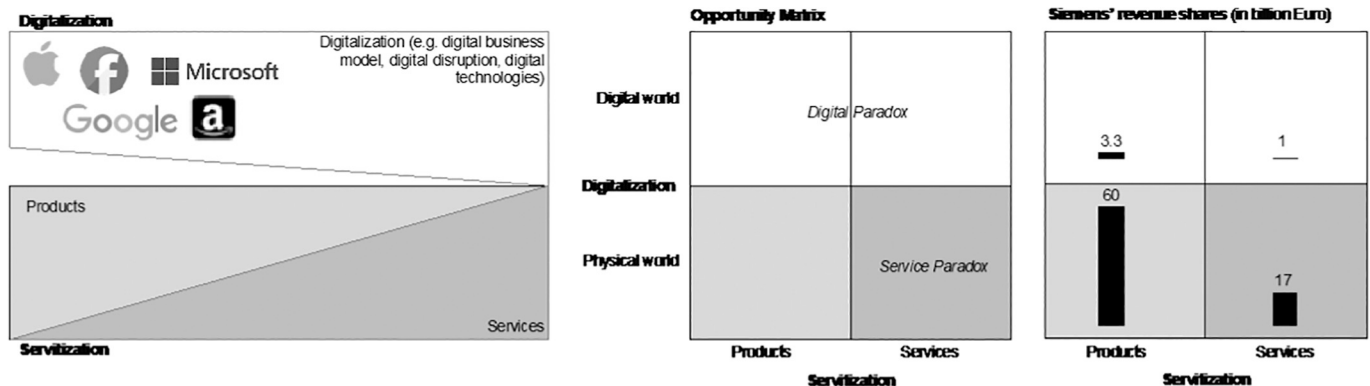 Digitalization
Digitalization (e.g. digital business
model, digital disruption, digital
technologies)
Microsoft
Google
Products
Services
Servitization
Opportunity Matrix
Digital world
Digital Paradox
Digitalization
Physical world
Service Paradox
Products Services
Servitization
Siemens' revenue shares (in billion Euro)
3.3 1
60
17
Products Services
Servitization